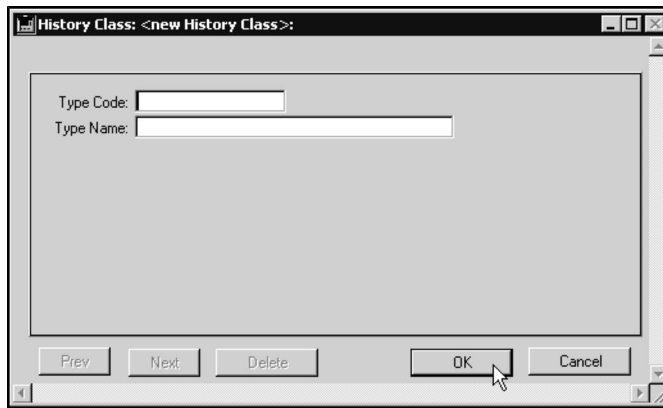 History Class: <new History Class>:
Type Code:
Type Name:
Prev Next Delete OK Cancel